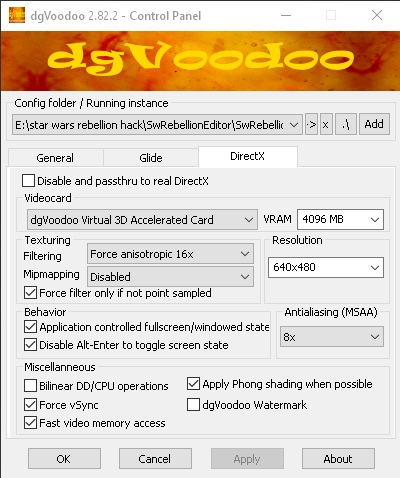 dgVoodoo 2.82.2 - Control Panel
dgVoodoo
Config folder / Running instance
E:\star wars rebellion hack\SwRebellionEditor\SwRebellic
-> x .\ Add
General Glide DirectX
Disable and passthru to real DirectX
Videocard
dgVoodoo Virtual 3D Accelerated Card VRAM 4096 MB
Texturing
Filtering Force anisotropic 16x
Mipmapping Disabled
Force filter only if not point sampled
Resolution
640x480
Behavior
Application controlled fullscreen/windowed state
Disable Alt-Enter to toggle screen state
Antialiasing (MSAA)
8x
Miscellaneous
Bilinear DD/CPU operations
Apply Phong shading when possible
Force vSync
dgVoodoo Watermark
Fast video memory access
OK Cancel Apply About